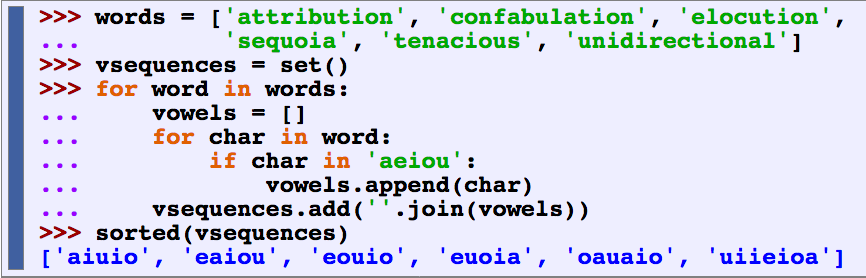 >>> words = ['attribution', 'confabulation', 'elocution',
...          'sequoia', 'tenacious', 'unidirectional']
>>> vsequences = set()
>>> for word in words:
...     vowels = []
...     for char in word:
...         if char in 'aeiou':
...             vowels.append(char)
...     vsequences.add(''.join(vowels))
>>> sorted(vsequences)
['aiuio', 'eaiou', 'eouio', 'euoia', 'oauaio', 'uiieioa']